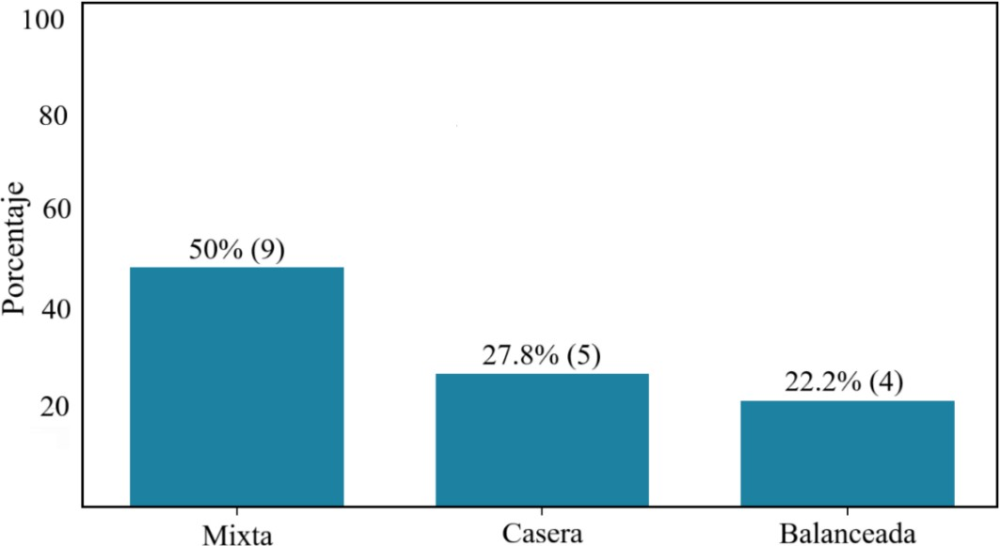 100
80
60
40
20
Porcentaje
50% (9)
27.8% (5)
22.2% (4)
Mixta
Casera
Balanceada